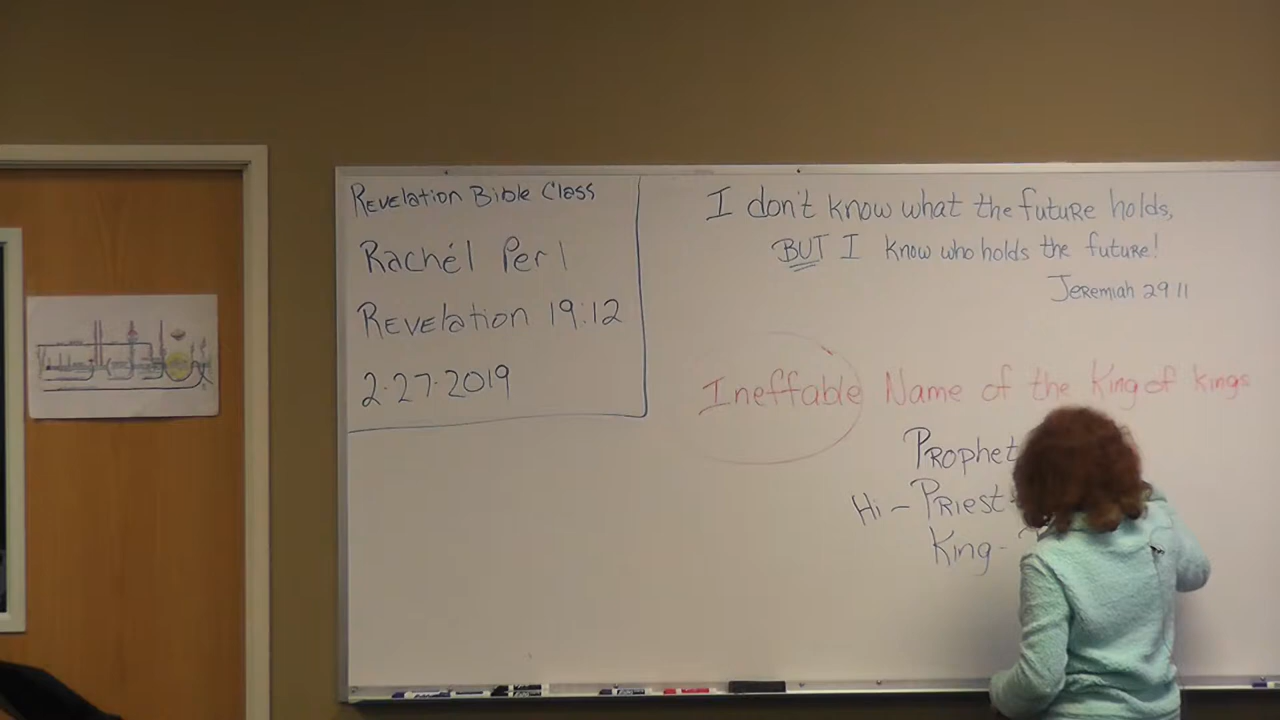 Revelation Bible Class
Rachél Perl
Revelation 19:12
2.27.2019
I don't know what the future holds,
BUT I know who holds the future!
Jeremiah 29 11
Ineffable Name of the King of kings
Prophet
Hi - Priest -
King -